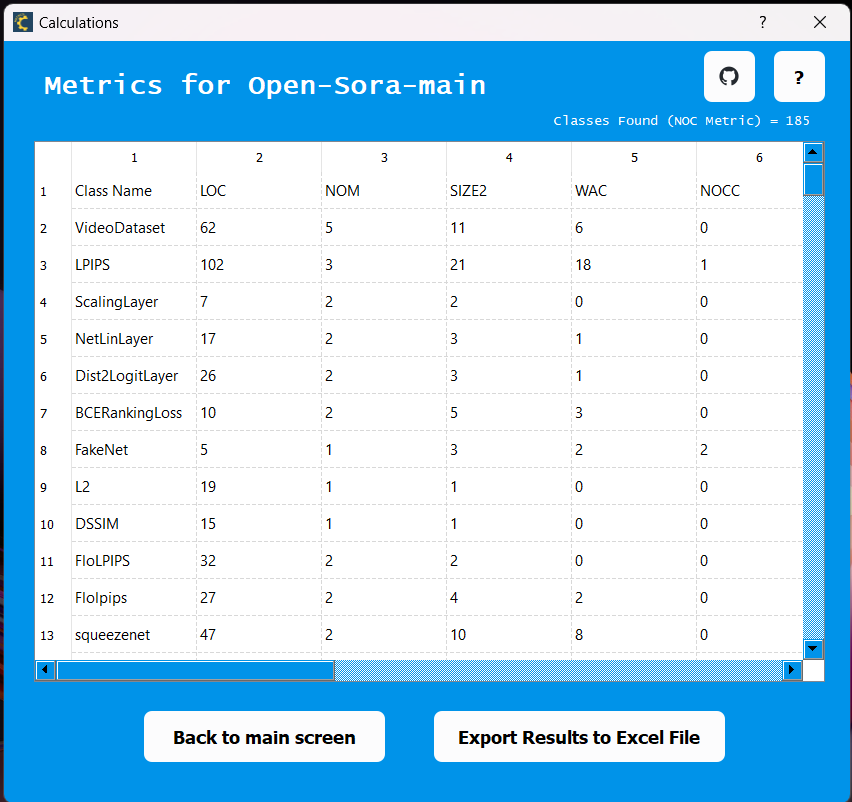 Calculations ?
Metrics for Open-Sora-main
?
Classes Found (NOC Metric) = 185
1 2 3 4 5 6
1 Class Name LOC NOM SIZE2 WAC NOCC
2 VideoDataset 62 5 11 6 0
3 LPIPS 102 3 21 18 1
4 ScalingLayer 7 2 2 0 0
5 NetLinLayer 17 2 3 1 0
6 Dist2LogitLayer 26 2 3 1 0
7 BCERankingLoss 10 2 5 3 0
8 FakeNet 5 1 3 2 2
9 L2 19 1 1 0 0
10 DSSIM 15 1 1 0 0
11 FloLPIPS 32 2 2 0 0
12 Flolpips 27 2 4 2 0
13 squeezenet 47 2 10 8 0
Back to main screen Export Results to Excel File